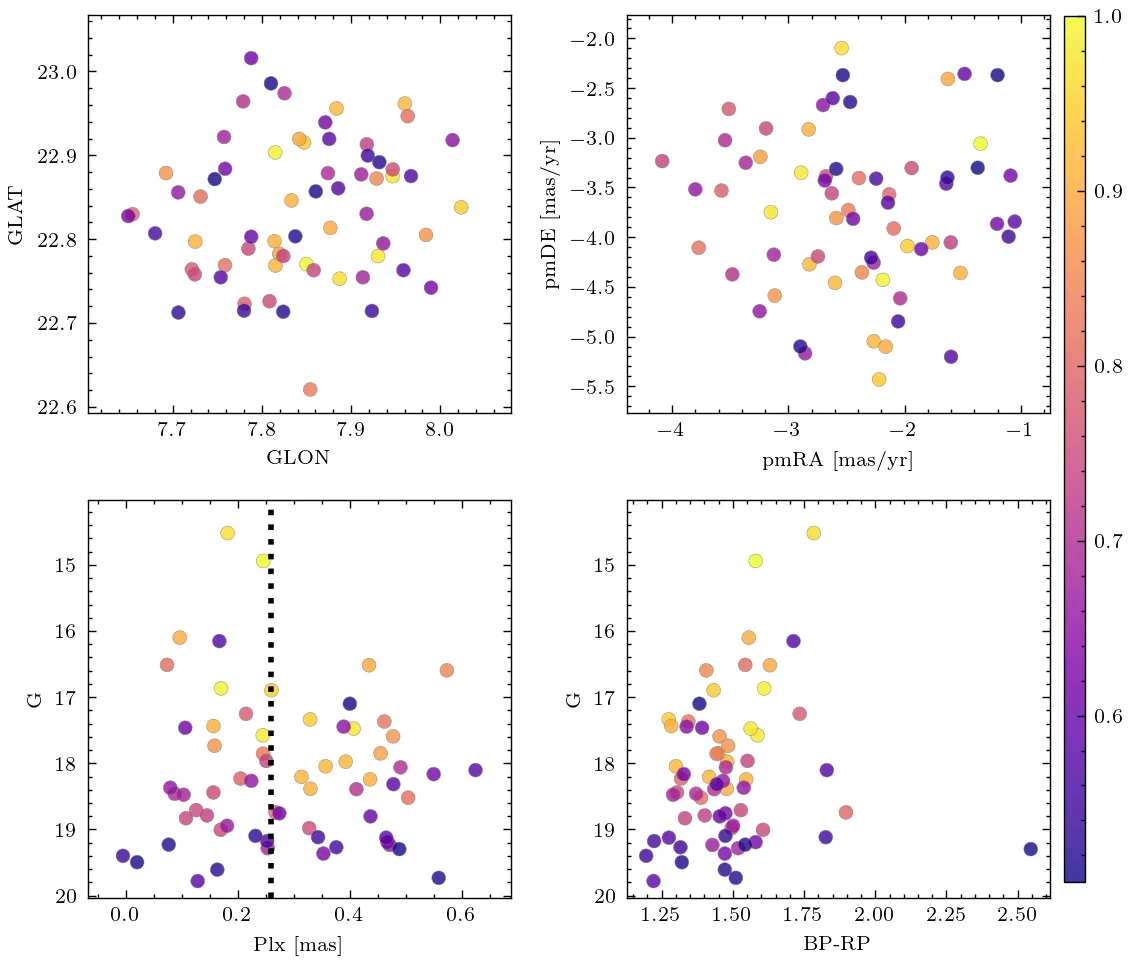 23.0
22.9
22.8
22.7
22.6
GLAT
7.7 7.8 7.9 8.0
GLON
−2.0
−2.5
−3.0
−3.5
−4.0
−4.5
−5.0
−5.5
pmDE [mas/yr]
−4 −3 −2 −1
pmRA [mas/yr]
1.0
0.9
0.8
0.7
0.6
15
16
17
18
19
20
G
0.0 0.2 0.4 0.6
Plx [mas]
15
16
17
18
19
20
G
1.25 1.50 1.75 2.00 2.25 2.50
BP-RP